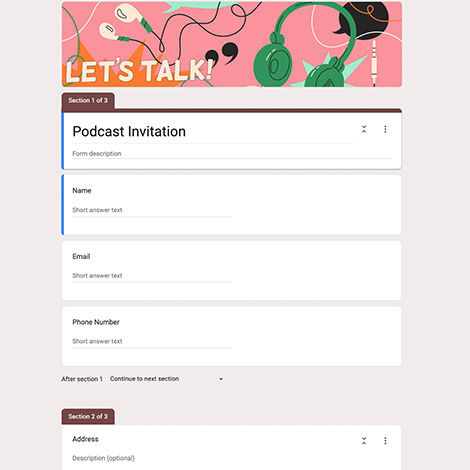 LET'S TALK!
Section 1 of 3
Podcast Invitation
Form description
Name
Short answer text
Email
Short answer text
Phone Number
Short answer text
After section 1 Continue to next section
Section 2 of 3
Address
Description (optional)